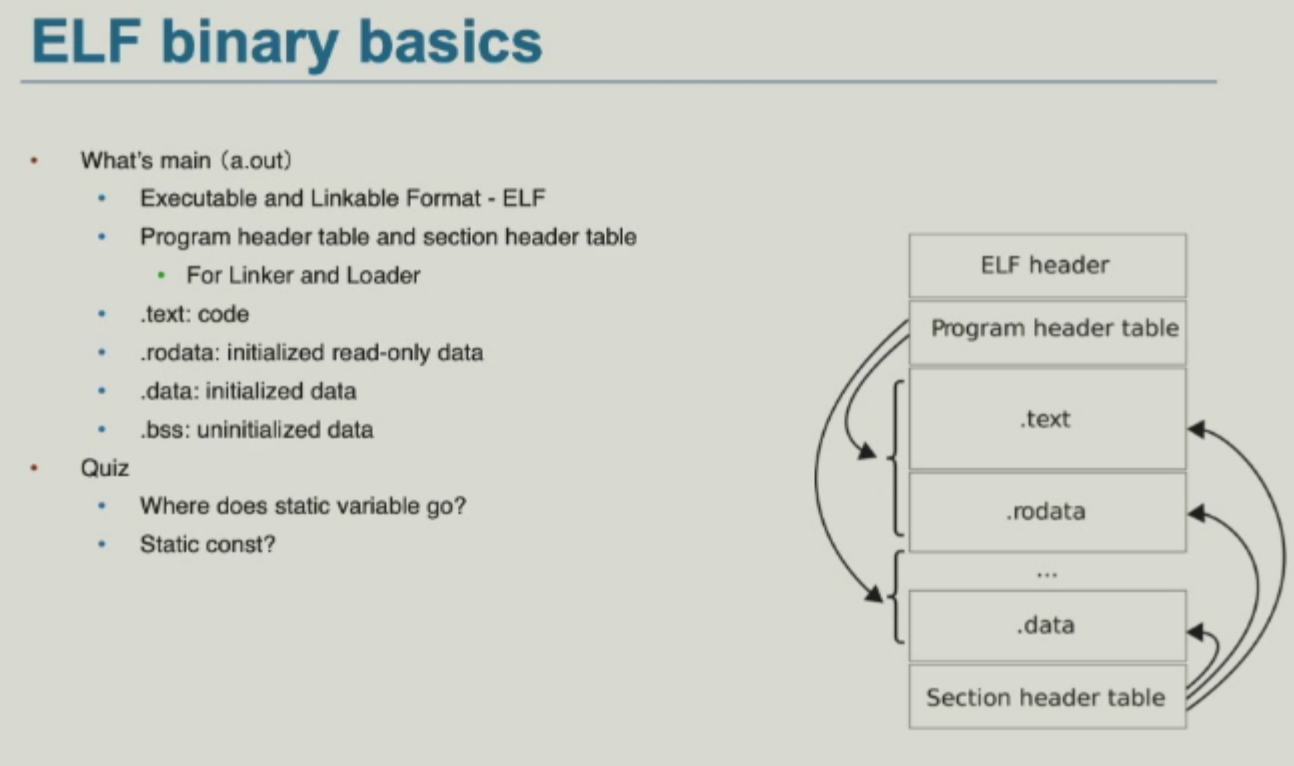 ELF binary basics
• What's main（a.out）
• Executable and Linkable Format - ELF
• Program header table and section header table
• For Linker and Loader
• .text: code
• .rodata: initialized read-only data
• .data: initialized data
• .bss: uninitialized data
• Quiz
• Where does static variable go?
• Static const?
ELF header
Program header table
.text
.rodata
...
.data
Section header table